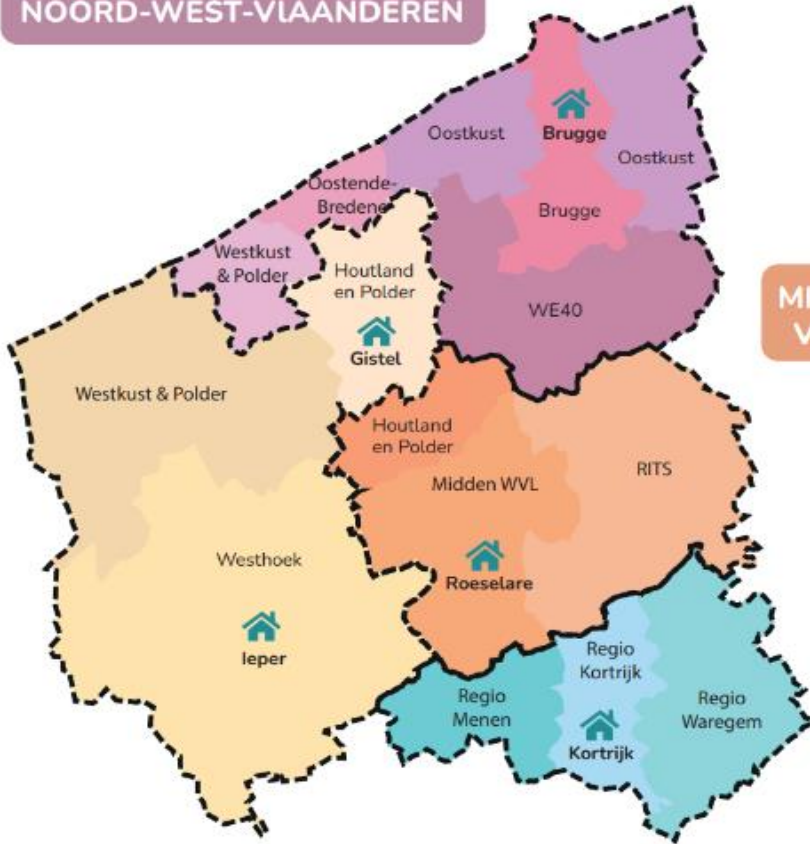 NOORD-WEST-VlAANDEREN
Oostkust
Brugge
Oostkust
Oostende-
Bredene
Brugge
Westkust
& Polder
Houtland
en Polder
WE40
Gistel
Westkust & Polder
Houtland
en Polder
RITS
Midden WVL
Westhoek
Roeselare
Ieper
Regio
Kortrijk
Regio
Menen
Regio
Waregem
Kortrijk